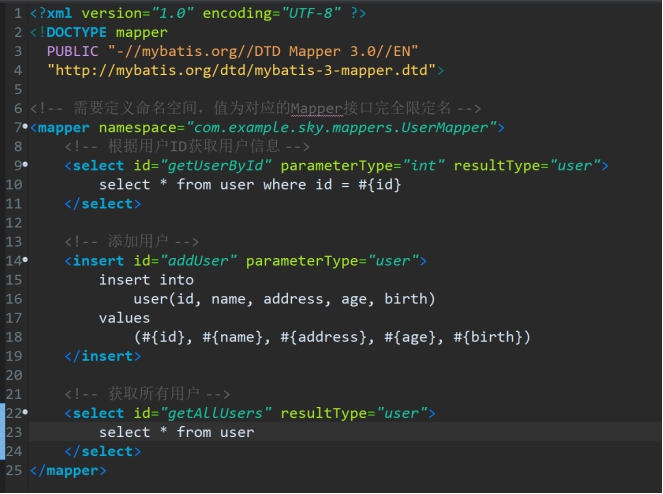 1 <?xml version="1.0" encoding="UTF-8" ?>
2 <!DOCTYPE mapper
3   PUBLIC "-//mybatis.org//DTD Mapper 3.0//EN"
4   "http://mybatis.org/dtd/mybatis-3-mapper.dtd">
5
6 <!-- 需要定义命名空间，值为对应的Mapper接口完全限定名 -->
7 <mapper namespace="com.example.sky.mappers.UserMapper">
8     <!-- 根据用户ID获取用户信息 -->
9     <select id="getUserById" parameterType="int" resultType="user">
10         select * from user where id = #{id}
11     </select>
12
13     <!-- 添加用户 -->
14     <insert id="addUser" parameterType="user">
15         insert into
16             user(id, name, address, age, birth)
17         values
18             (#{id}, #{name}, #{address}, #{age}, #{birth})
19     </insert>
20
21     <!-- 获取所有用户 -->
22     <select id="getAllUsers" resultType="user">
23         select * from user
24     </select>
25 </mapper>